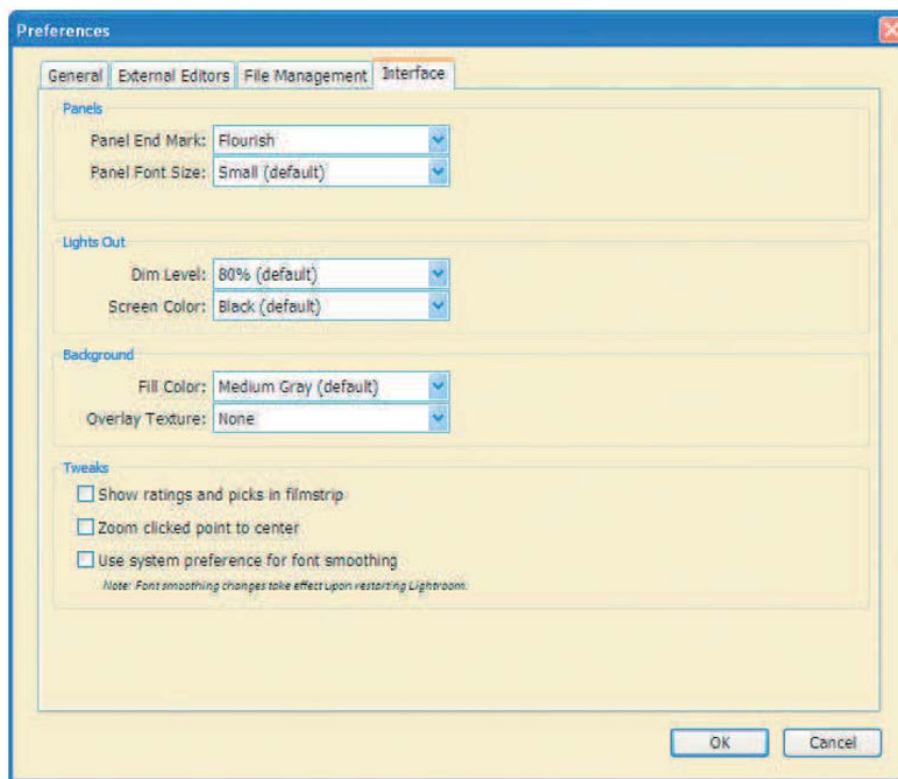 Preferences
General External Editors File Management Interface
Panels
Panel End Mark: Flourish
Panel Font Size: Small (default)
Lights Out
Dim Level: 80% (default)
Screen Color: Black (default)
Background
Fill Color: Medium Gray (default)
Overlay Texture: None
Tweaks
Show ratings and picks in filmstrip
Zoom clicked point to center
Use system preference for font smoothing
Note: Font smoothing changes take effect upon restarting Lightroom.
OK Cancel